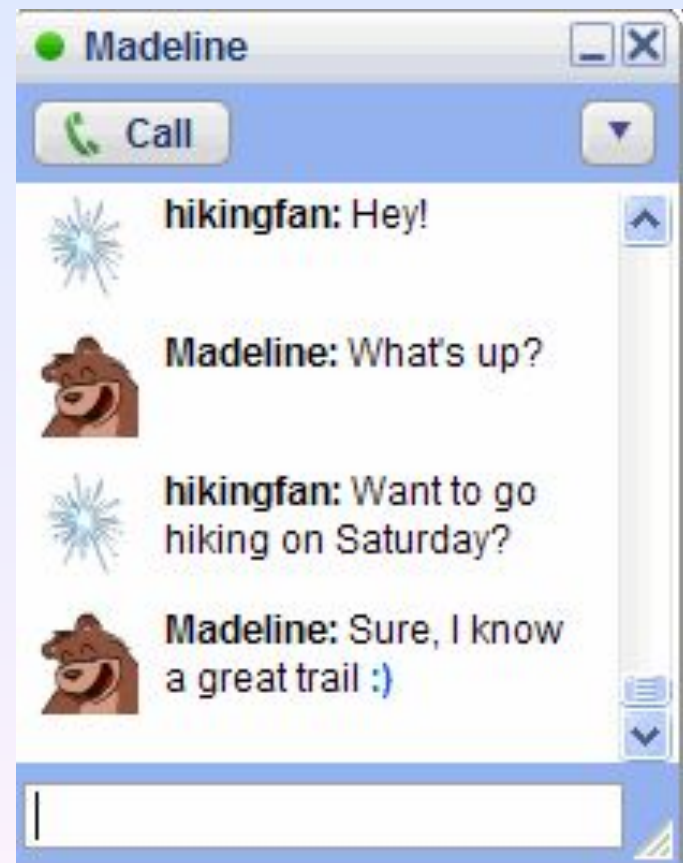 Madeline
Call
hikingfan: Hey!
Madeline: What's up?
hikingfan: Want to go
hiking on Saturday?
Madeline: Sure, I know
a great trail :)